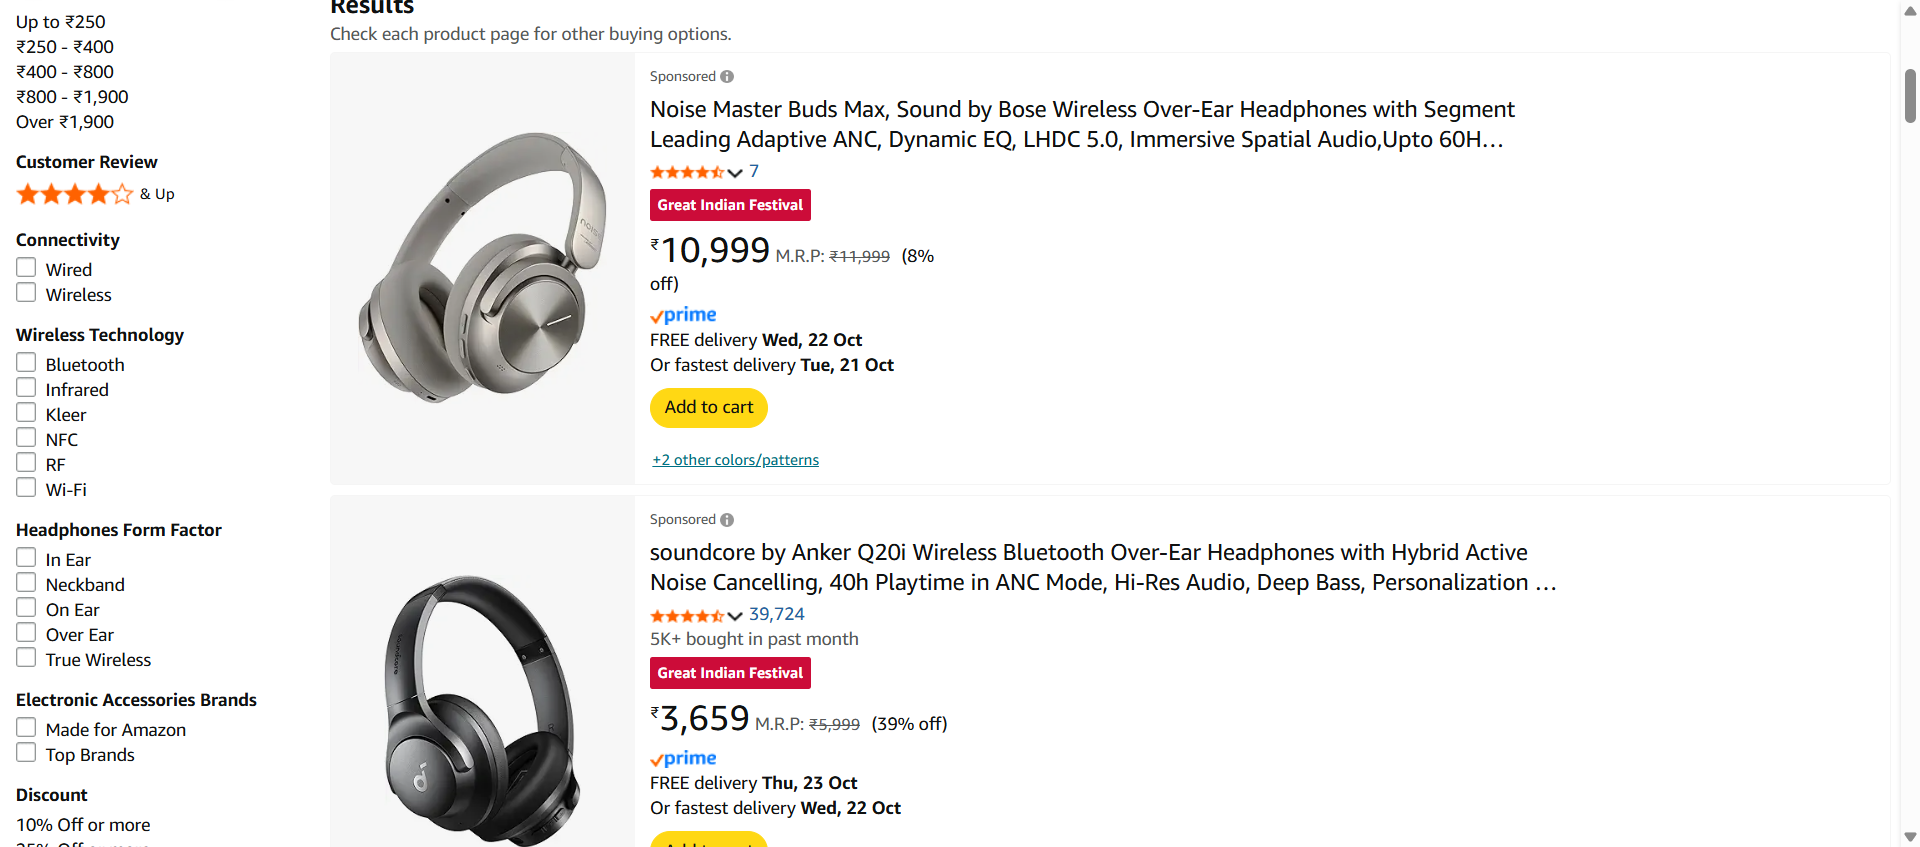 Up to ₹250
₹250 - ₹400
₹400 - ₹800
₹800 - ₹1,900
Over ₹1,900
Customer Review
& Up
Connectivity
Wired
Wireless
Wireless Technology
Bluetooth
Infrared
Kleer
NFC
RF
Wi-Fi
Headphones Form Factor
In Ear
Neckband
On Ear
Over Ear
True Wireless
Electronic Accessories Brands
Made for Amazon
Top Brands
Discount
10% Off or more
Results
Check each product page for other buying options.
Sponsored
Noise Master Buds Max, Sound by Bose Wireless Over-Ear Headphones with Segment
Leading Adaptive ANC, Dynamic EQ, LHDC 5.0, Immersive Spatial Audio,Upto 60H...
7
Great Indian Festival
₹10,999 M.R.P: ₹11,999 (8%
off)
prime
FREE delivery Wed, 22 Oct
Or fastest delivery Tue, 21 Oct
Add to cart
+2 other colors/patterns
Sponsored
soundcore by Anker Q20i Wireless Bluetooth Over-Ear Headphones with Hybrid Active
Noise Cancelling, 40h Playtime in ANC Mode, Hi-Res Audio, Deep Bass, Personalization ...
39,724
5K+ bought in past month
Great Indian Festival
₹3,659 M.R.P: ₹5,999 (39% off)
prime
FREE delivery Thu, 23 Oct
Or fastest delivery Wed, 22 Oct